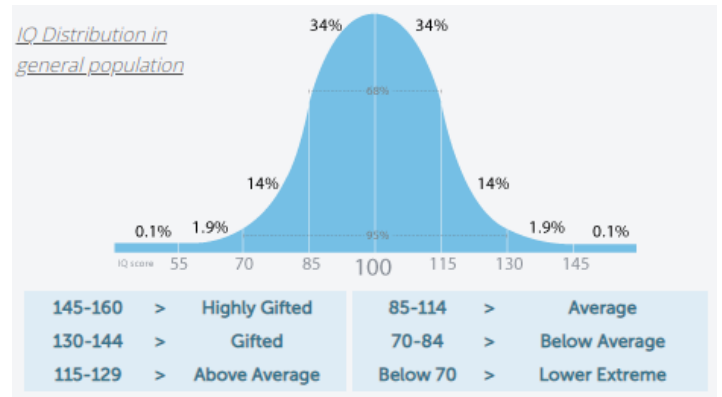 IQ Distribution in
general population
34% 34%
68%
14% 14%
0.1% 1.9% 95% 1.9% 0.1%
IQ score 55 70 85 100 115 130 145
145-160 > Highly Gifted
130-144 > Gifted
115-129 > Above Average
85-114 > Average
70-84 > Below Average
Below 70 > Lower Extreme